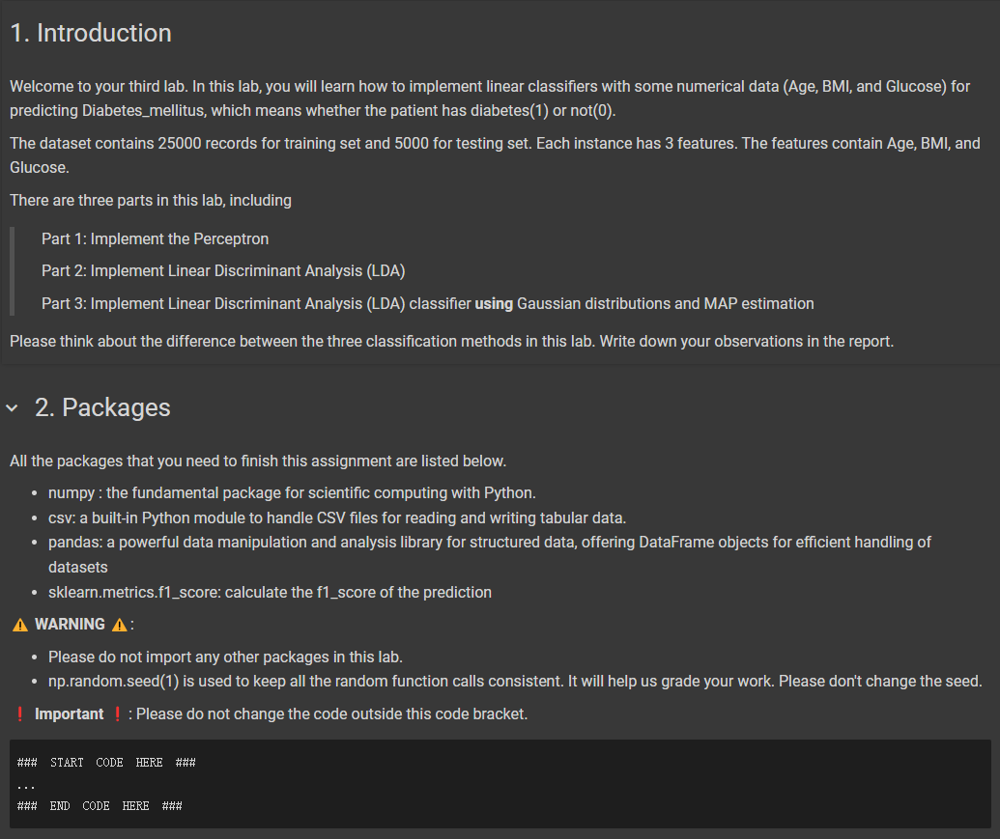 1. Introduction
Welcome to your third lab. In this lab, you will learn how to implement linear classifiers with some numerical data (Age, BMI, and Glucose) for
predicting Diabetes_mellitus, which means whether the patient has diabetes(1) or not(0).
The dataset contains 25000 records for training set and 5000 for testing set. Each instance has 3 features. The features contain Age, BMI, and
Glucose.
There are three parts in this lab, including
Part 1: Implement the Perceptron
Part 2: Implement Linear Discriminant Analysis (LDA)
Part 3: Implement Linear Discriminant Analysis (LDA) classifier using Gaussian distributions and MAP estimation
Please think about the difference between the three classification methods in this lab. Write down your observations in the report.
2. Packages
All the packages that you need to finish this assignment are listed below.
• numpy : the fundamental package for scientific computing with Python.
• csv: a built-in Python module to handle CSV files for reading and writing tabular data.
• pandas: a powerful data manipulation and analysis library for structured data, offering DataFrame objects for efficient handling of
datasets
• sklearn.metrics.f1_score: calculate the f1_score of the prediction
⚠ WARNING ⚠ :
• Please do not import any other packages in this lab.
• np.random.seed(1) is used to keep all the random function calls consistent. It will help us grade your work. Please don't change the seed.
❗ Important ❗ : Please do not change the code outside this code bracket.
### START CODE HERE ###
...
### END CODE HERE ###